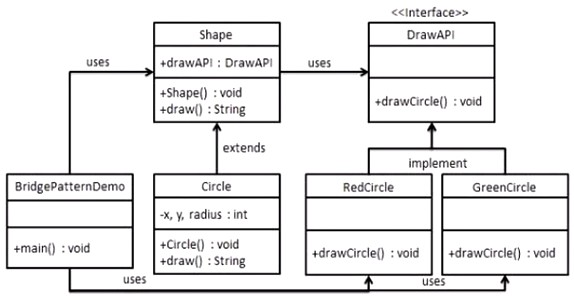 <<Interface>>
Shape
DrawAPI
uses
+drawAPI : DrawAPI
uses
+Shape() : void
+draw() : String
+drawCircle() : void
extends
implement
BridgePatternDemo
Circle
RedCircle
GreenCircle
-x, y, radius : int
+main() : void
+Circle() : void
+draw() : String
+drawCircle() : void
+drawCircle() : void
uses
uses